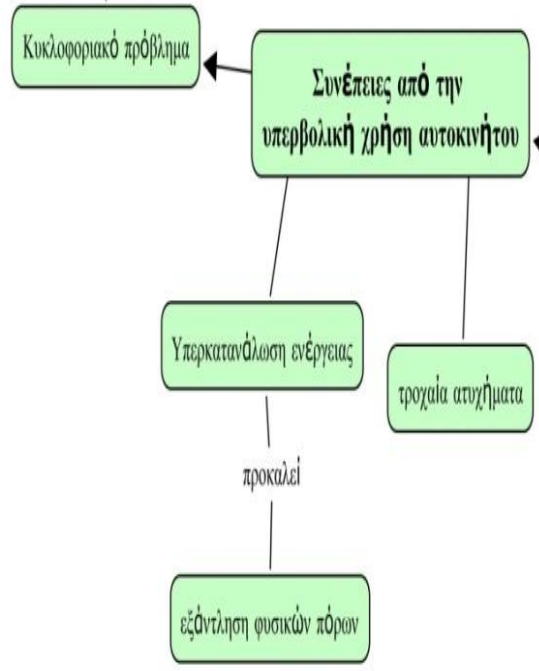 Κυκλοφοριακό πρόβλημα
Συνέπειες από την
υπερβολική χρήση αυτοκινήτου
Υπερκατανάλωση ενέργειας
τροχαία ατυχήματα
προκαλεί
εξάντληση φυσικών πόρων